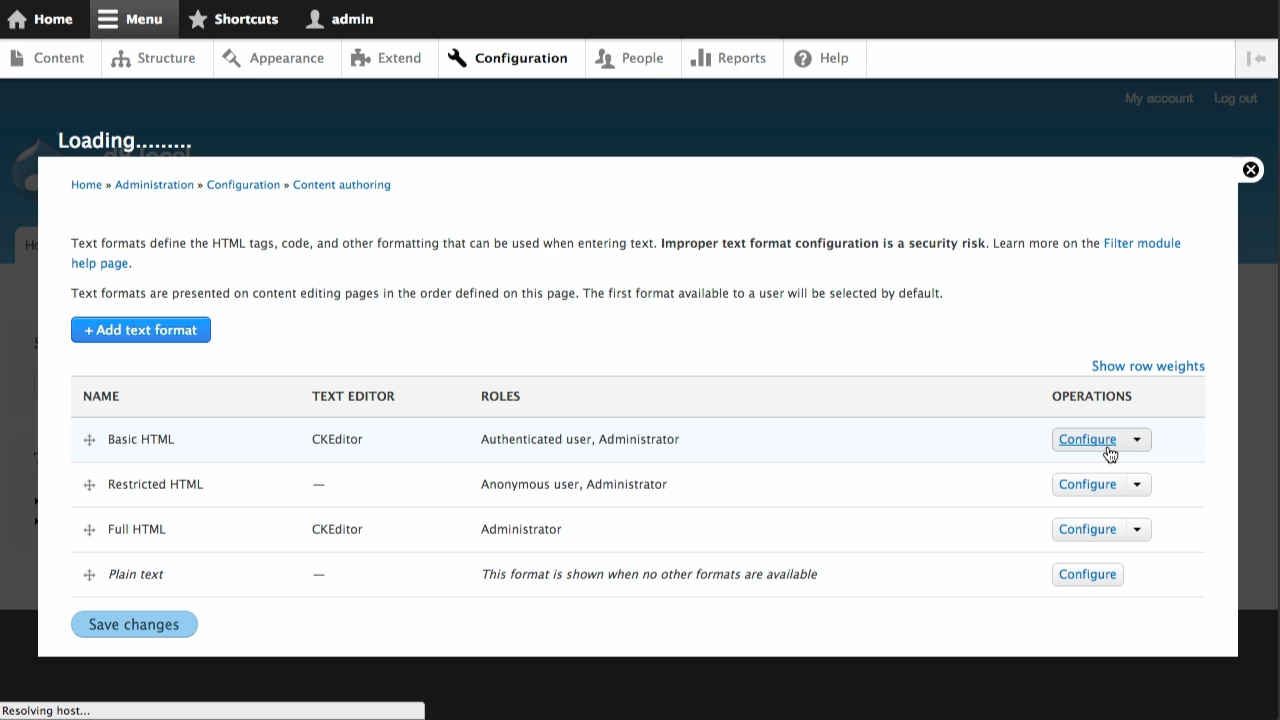 Home Menu Shortcuts admin
Content Structure Appearance Extend Configuration People Reports Help
My account Log out
Loading.........
d8.local
Home » Administration » Configuration » Content authoring
Text formats define the HTML tags, code, and other formatting that can be used when entering text. Improper text format configuration is a security risk. Learn more on the Filter module
help page.
Text formats are presented on content editing pages in the order defined on this page. The first format available to a user will be selected by default.
+ Add text format
Show row weights
NAME TEXT EDITOR ROLES OPERATIONS
Basic HTML CKEditor Authenticated user, Administrator Configure
Restricted HTML — Anonymous user, Administrator Configure
Full HTML CKEditor Administrator Configure
Plain text — This format is shown when no other formats are available Configure
Save changes
Resolving host...